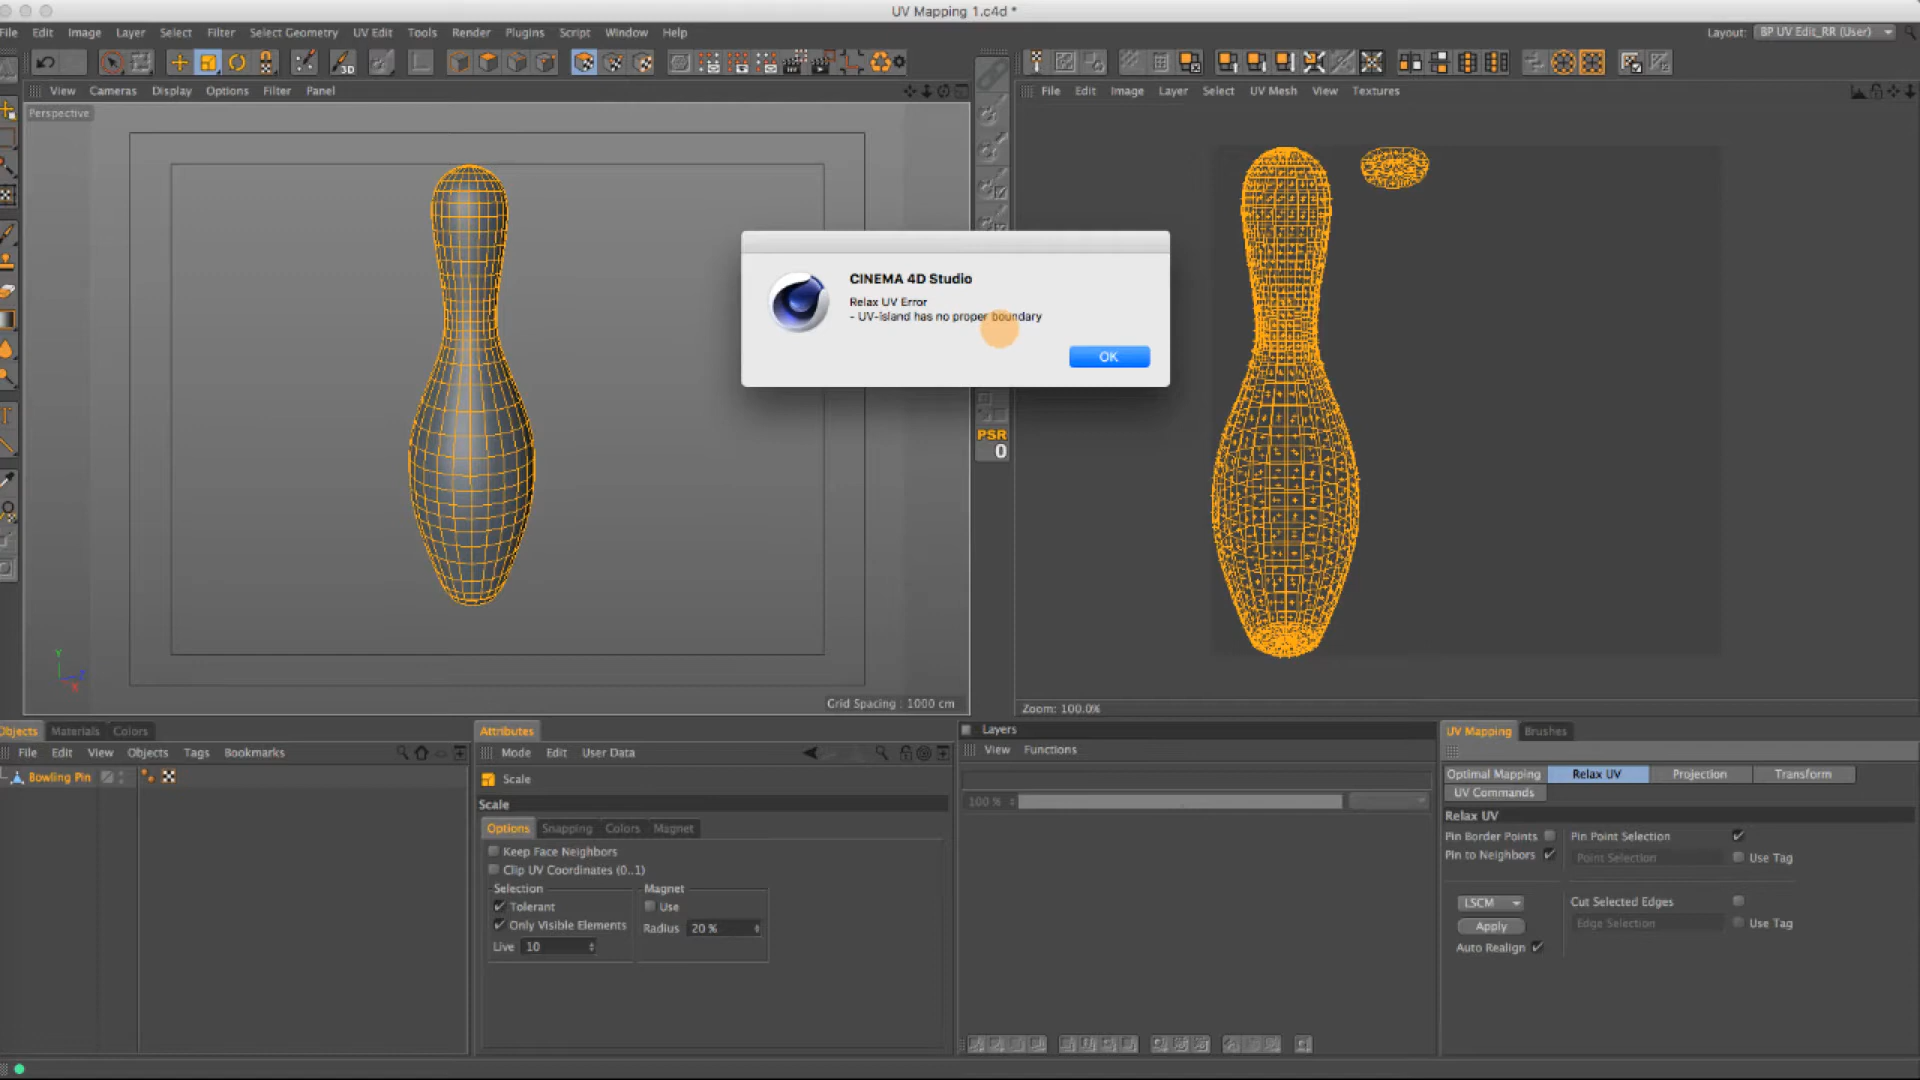 UV Mapping 1.c4d *
File Edit Image Layer Select Filter Select Geometry UV Edit Tools Render Plugins Script Window Help
Layout: BP UV Edit_RR (User)
3D
View Cameras Display Options Filter Panel
File Edit Image Layer Select UV Mesh View Textures
Perspective
CINEMA 4D Studio
Relax UV Error
- UV-island has no proper boundary
OK
PSR
0
Y
Grid Spacing : 1000 cm
Zoom: 100.0%
Objects Materials Colors
File Edit View Objects Tags Bookmarks
Bowling Pin
Attributes
Mode Edit User Data
Scale
Scale
Options Snapping Colors Magnet
Keep Face Neighbors
Clip UV Coordinates (0..1)
Selection
Magnet
Tolerant
Use
Only Visible Elements
Radius 20 %
Live 10
Layers
View Functions
100 %
UV Mapping Brushes
Optimal Mapping Relax UV Projection Transform
UV Commands
Relax UV
Pin Border Points
Pin Point Selection
Pin to Neighbors
Point Selection
Use Tag
LSCM
Cut Selected Edges
Apply
Edge Selection
Use Tag
Auto Realign